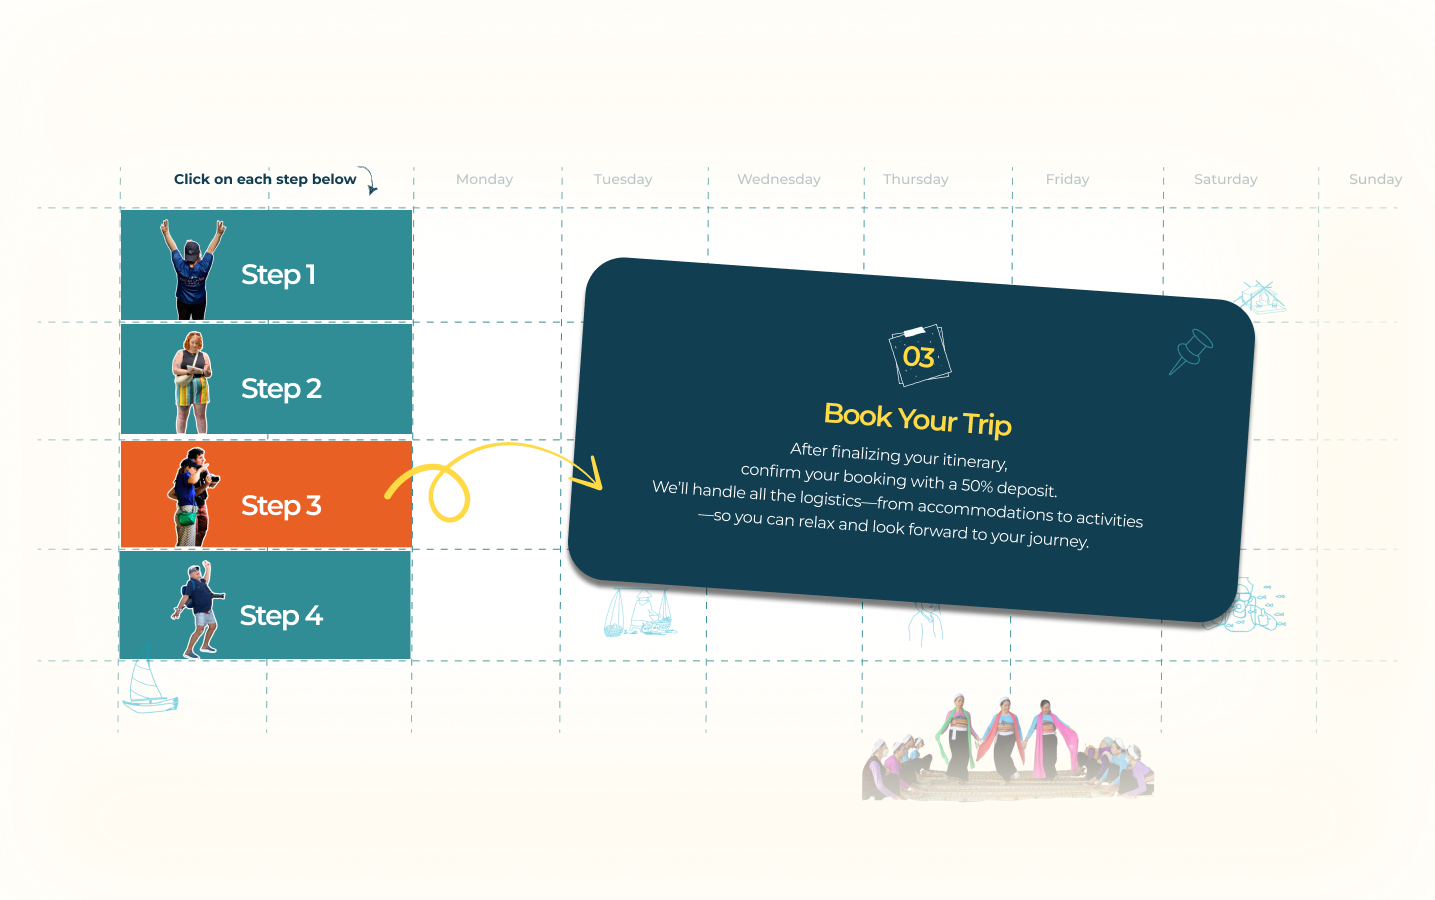 Click on each step below
Monday
Tuesday
Wednesday
Thursday
Friday
Saturday
Sunday
Step 1
Step 2
Step 3
Step 4
03
Book Your Trip
After finalizing your itinerary,
confirm your booking with a 50% deposit.
We'll handle all the logistics—from accommodations to activities
—so you can relax and look forward to your journey.